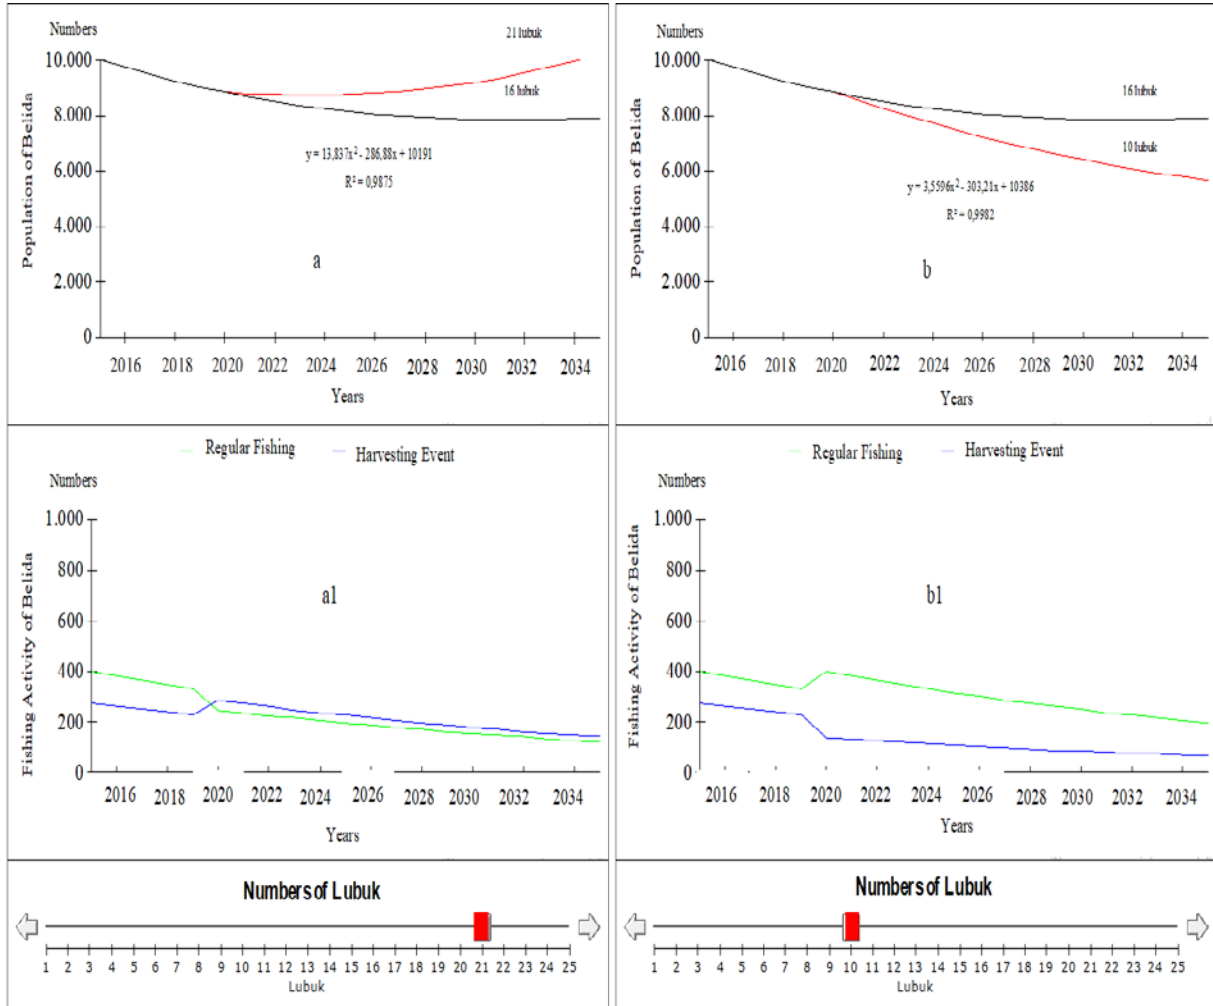 Numbers
21 lubuk
10.000
16 lubuk
8.000
y = 13,837x² - 286,88x + 10191
R² = 0,9875
6.000
4.000
a
2.000
0
Population of Belida
2016 2018 2020 2022 2024 2026 2028 2030 2032 2034
Years
Numbers
10.000
16 lubuk
8.000
10 lubuk
6.000
y = 3,5596x² - 303,21x + 10386
R² = 0,9982
4.000
b
2.000
0
Population of Belida
2016 2018 2020 2022 2024 2026 2028 2030 2032 2034
Years
Regular Fishing Harvesting Event
Numbers
1.000
800
a1
600
400
200
0
Fishing Activity of Belida
2016 2018 2020 2022 2024 2026 2028 2030 2032 2034
Years
Regular Fishing Harvesting Event
Numbers
1.000
800
b1
600
400
200
0
Fishing Activity of Belida
2016 2018 2020 2022 2024 2026 2028 2030 2032 2034
Years
Numbers of Lubuk
1 2 3 4 5 6 7 8 9 10 11 12 13 14 15 16 17 18 19 20 21 22 23 24 25
Lubuk
Numbers of Lubuk
1 2 3 4 5 6 7 8 9 10 11 12 13 14 15 16 17 18 19 20 21 22 23 24 25
Lubuk